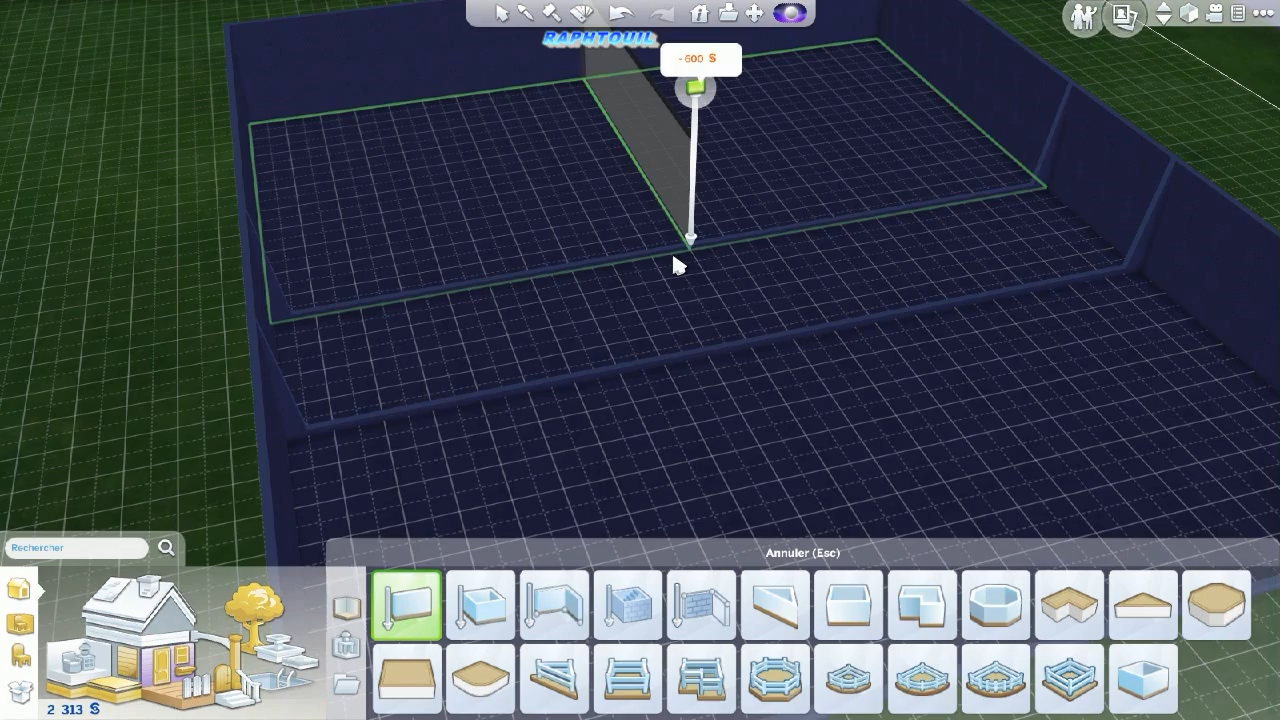 RAPHTOUIL
-600 §
Rechercher
Annuler (Esc)
2 313 §